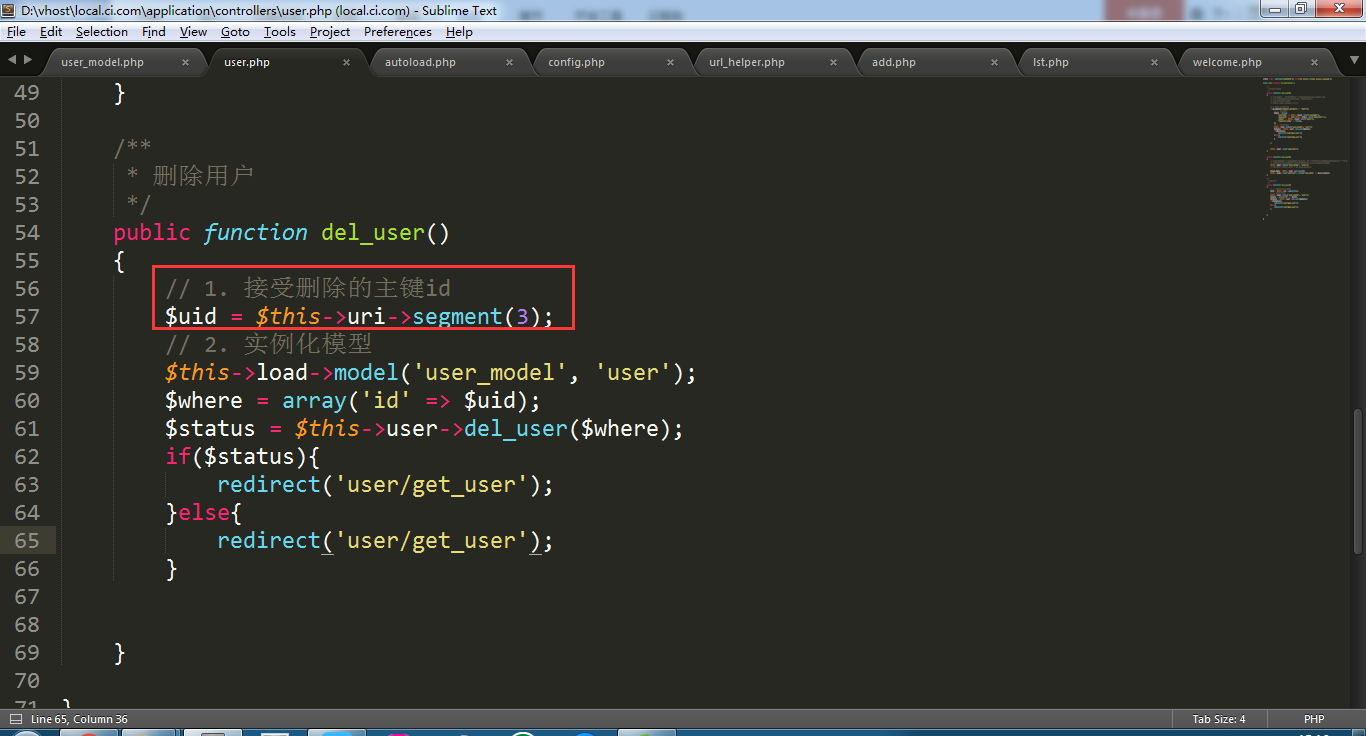 D:\vhost\local.ci.com\application\controllers\user.php (local.ci.com) - Sublime Text
File Edit Selection Find View Goto Tools Project Preferences Help
user_model.php × user.php × autoload.php × config.php × url_helper.php × add.php × lst.php × welcome.php ×
49 }
50
51 /**
52 * 删除用户
53 */
54 public function del_user()
55 {
56 // 1. 接受删除的主键id
57 $uid = $this->uri->segment(3);
58 // 2. 实例化模型
59 $this->load->model('user_model', 'user');
60 $where = array('id' => $uid);
61 $status = $this->user->del_user($where);
62 if($status){
63 redirect('user/get_user');
64 }else{
65 redirect('user/get_user');
66 }
67
68
69 }
70
71 }
Line 65, Column 36 Tab Size: 4 PHP